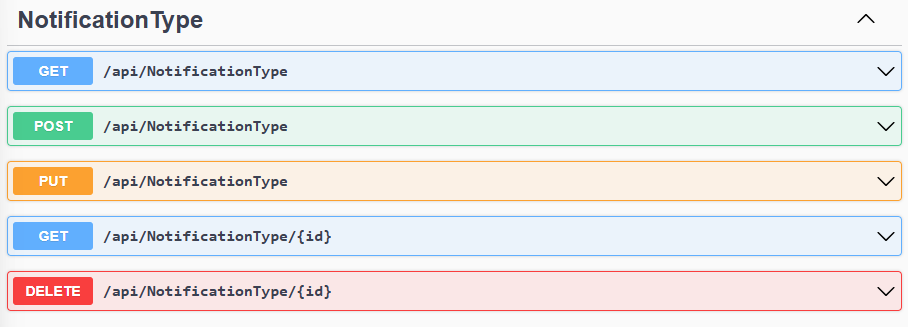 NotificationType
GET /api/NotificationType
POST /api/NotificationType
PUT /api/NotificationType
GET /api/NotificationType/{id}
DELETE /api/NotificationType/{id}